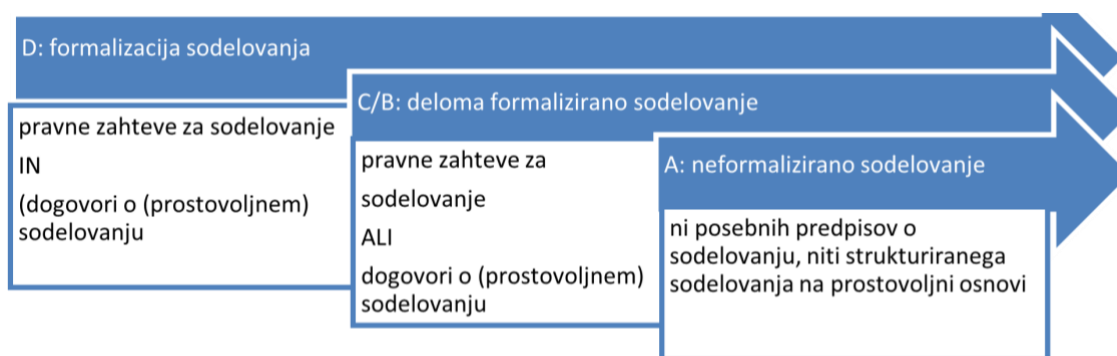 D: formalizacija sodelovanja
pravne zahteve za sodelovanje
IN
(dogovori o (prostovoljnem)
sodelovanju
C/B: deloma formalizirano sodelovanje
pravne zahteve za
sodelovanje
ALI
dogovori o (prostovoljnem)
sodelovanju
A: neformalizirano sodelovanje
ni posebnih predpisov o
sodelovanju, niti strukturiranega
sodelovanja na prostovoljni osnovi